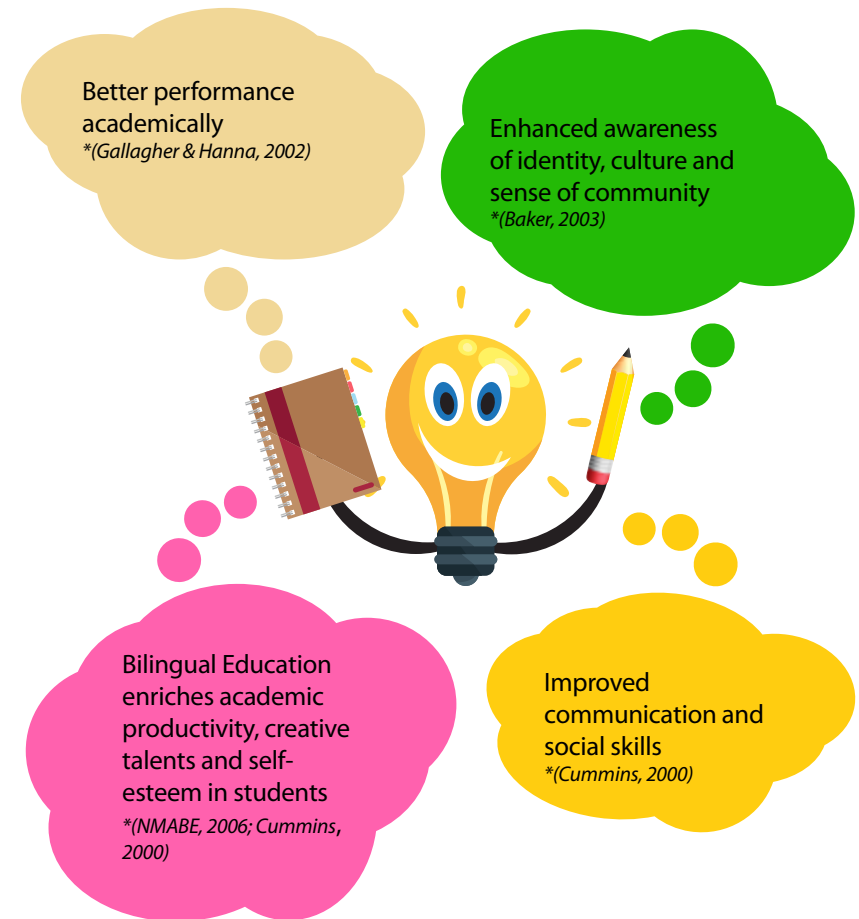 Better performance
academically
*(Gallagher & Hanna, 2002)
Enhanced awareness
of identity, culture and
sense of community
*(Baker, 2003)
Bilingual Education
enriches academic
productivity, creative
talents and self-
esteem in students
*(NMABE, 2006; Cummins,
2000)
Improved
communication and
social skills
*(Cummins, 2000)